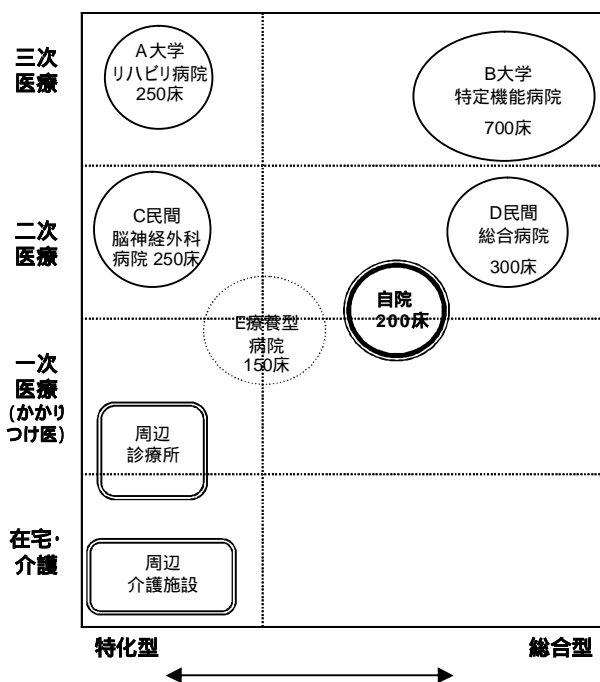 三次
医療
A大学
リハビリ病院
250床
B大学
特定機能病院
700床
二次
医療
C民間
脳神経外科
病院 250床
D民間
総合病院
300床
自院
200床
E療養型
病院
150床
一次
医療
(かかり
つけ医)
周辺
診療所
在宅・
介護
周辺
介護施設
特化型
総合型